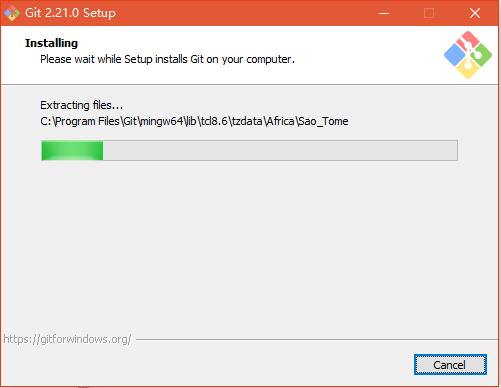 Git 2.21.0 Setup
Installing
Please wait while Setup installs Git on your computer.
Extracting files...
C:\Program Files\Git\mingw64\lib\tcl8.6\tzdata\Africa\Sao_Tome
https://gitforwindows.org/
Cancel